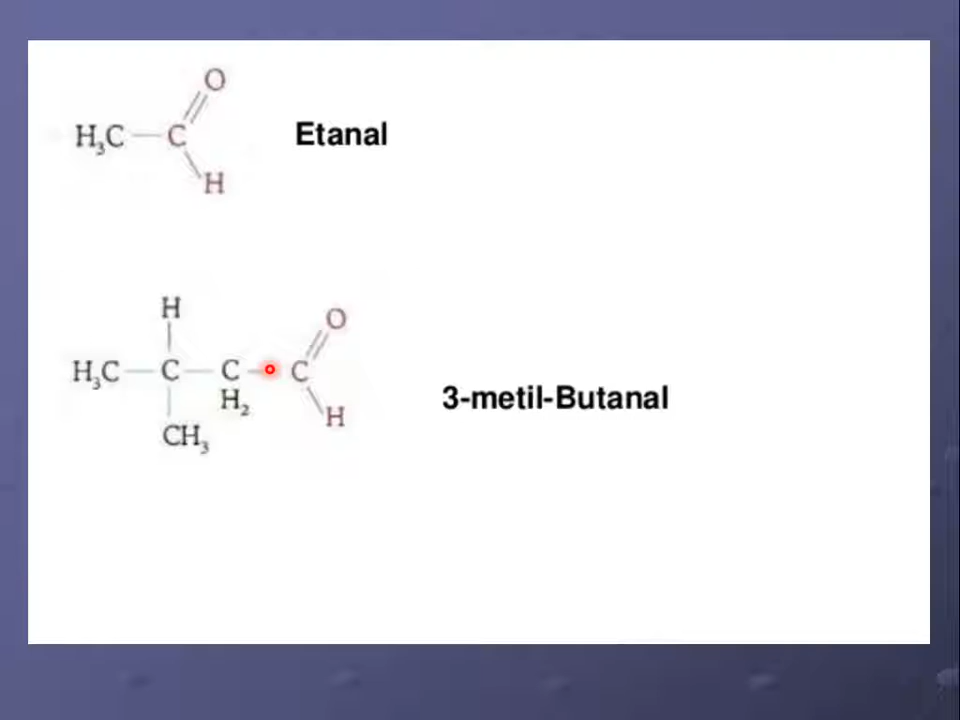 O
H₃C C Etanal
H
H
O
H₃C C C C
H₂ 3-metil-Butanal
H
CH₃